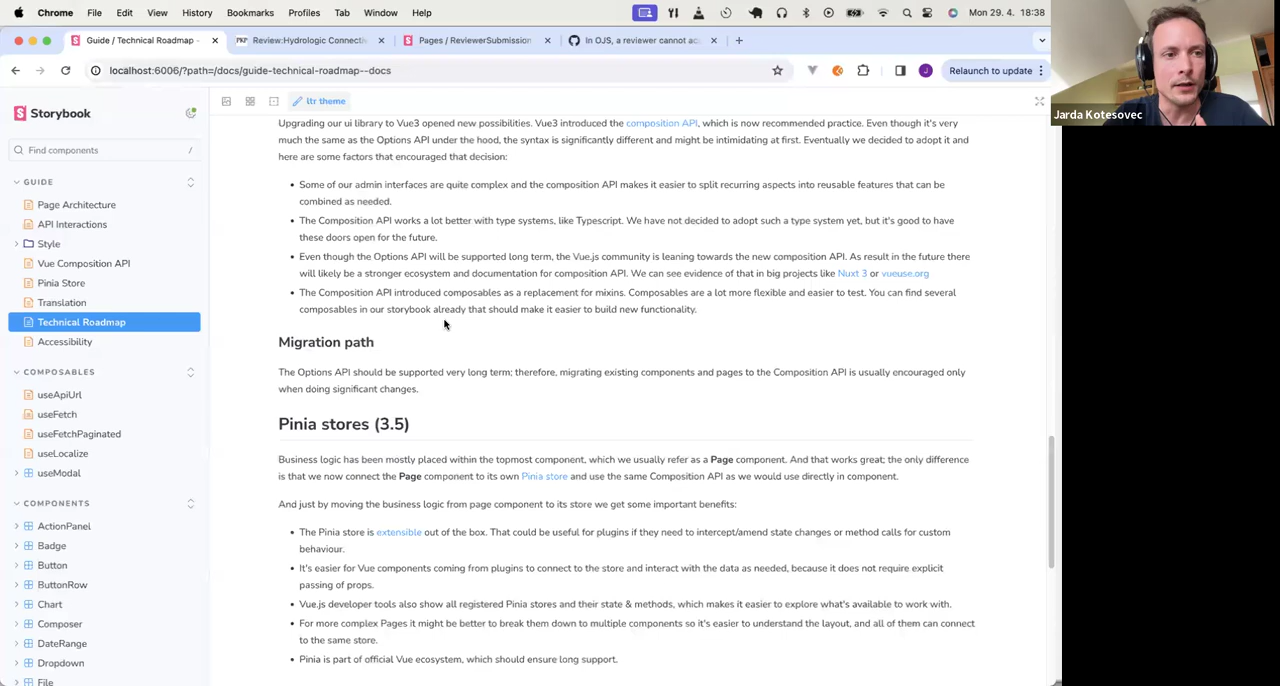 Chrome File Edit View History Bookmarks Profiles Tab Window Help Mon 29. 4. 18:38
Guide / Technical Roadmap - Review:Hydrologic Connecti Pages / ReviewerSubmission In OJS, a reviewer cannot ac
localhost:6006/?path=/docs/guide-technical-roadmap--docs Relaunch to update
Jarda Kotesovec
Storybook
Find components /
GUIDE
Page Architecture
API Interactions
Style
Vue Composition API
Pinia Store
Translation
Technical Roadmap
Accessibility
COMPOSABLES
useApiUrl
useFetch
useFetchPaginated
useLocalize
useModal
COMPONENTS
ActionPanel
Badge
Button
ButtonRow
Chart
Composer
DateRange
Dropdown
File
ltr theme
Upgrading our ui library to Vue3 opened new possibilities. Vue3 introduced the composition API, which is now recommended practice. Even though it's very
much the same as the Options API under the hood, the syntax is significantly different and might be intimidating at first. Eventually we decided to adopt it and
here are some factors that encouraged that decision:
• Some of our admin interfaces are quite complex and the composition API makes it easier to split recurring aspects into reusable features that can be
combined as needed.
• The Composition API works a lot better with type systems, like Typescript. We have not decided to adopt such a type system yet, but it's good to have
these doors open for the future.
• Even though the Options API will be supported long term, the Vue.js community is leaning towards the new composition API. As result in the future there
will likely be a stronger ecosystem and documentation for composition API. We can see evidence of that in big projects like Nuxt 3 or vueuse.org
• The Composition API introduced composables as a replacement for mixins. Composables are a lot more flexible and easier to test. You can find several
composables in our storybook already that should make it easier to build new functionality.
Migration path
The Options API should be supported very long term; therefore, migrating existing components and pages to the Composition API is usually encouraged only
when doing significant changes.
Pinia stores (3.5)
Business logic has been mostly placed within the topmost component, which we usually refer as a Page component. And that works great; the only difference
is that we now connect the Page component to its own Pinia store and use the same Composition API as we would use directly in component.
And just by moving the business logic from page component to its store we get some important benefits:
• The Pinia store is extensible out of the box. That could be useful for plugins if they need to intercept/amend state changes or method calls for custom
behaviour.
• It's easier for Vue components coming from plugins to connect to the store and interact with the data as needed, because it does not require explicit
passing of props.
• Vue.js developer tools also show all registered Pinia stores and their state & methods, which makes it easier to explore what's available to work with.
• For more complex Pages it might be better to break them down to multiple components so it's easier to understand the layout, and all of them can connect
to the same store.
• Pinia is part of official Vue ecosystem, which should ensure long support.